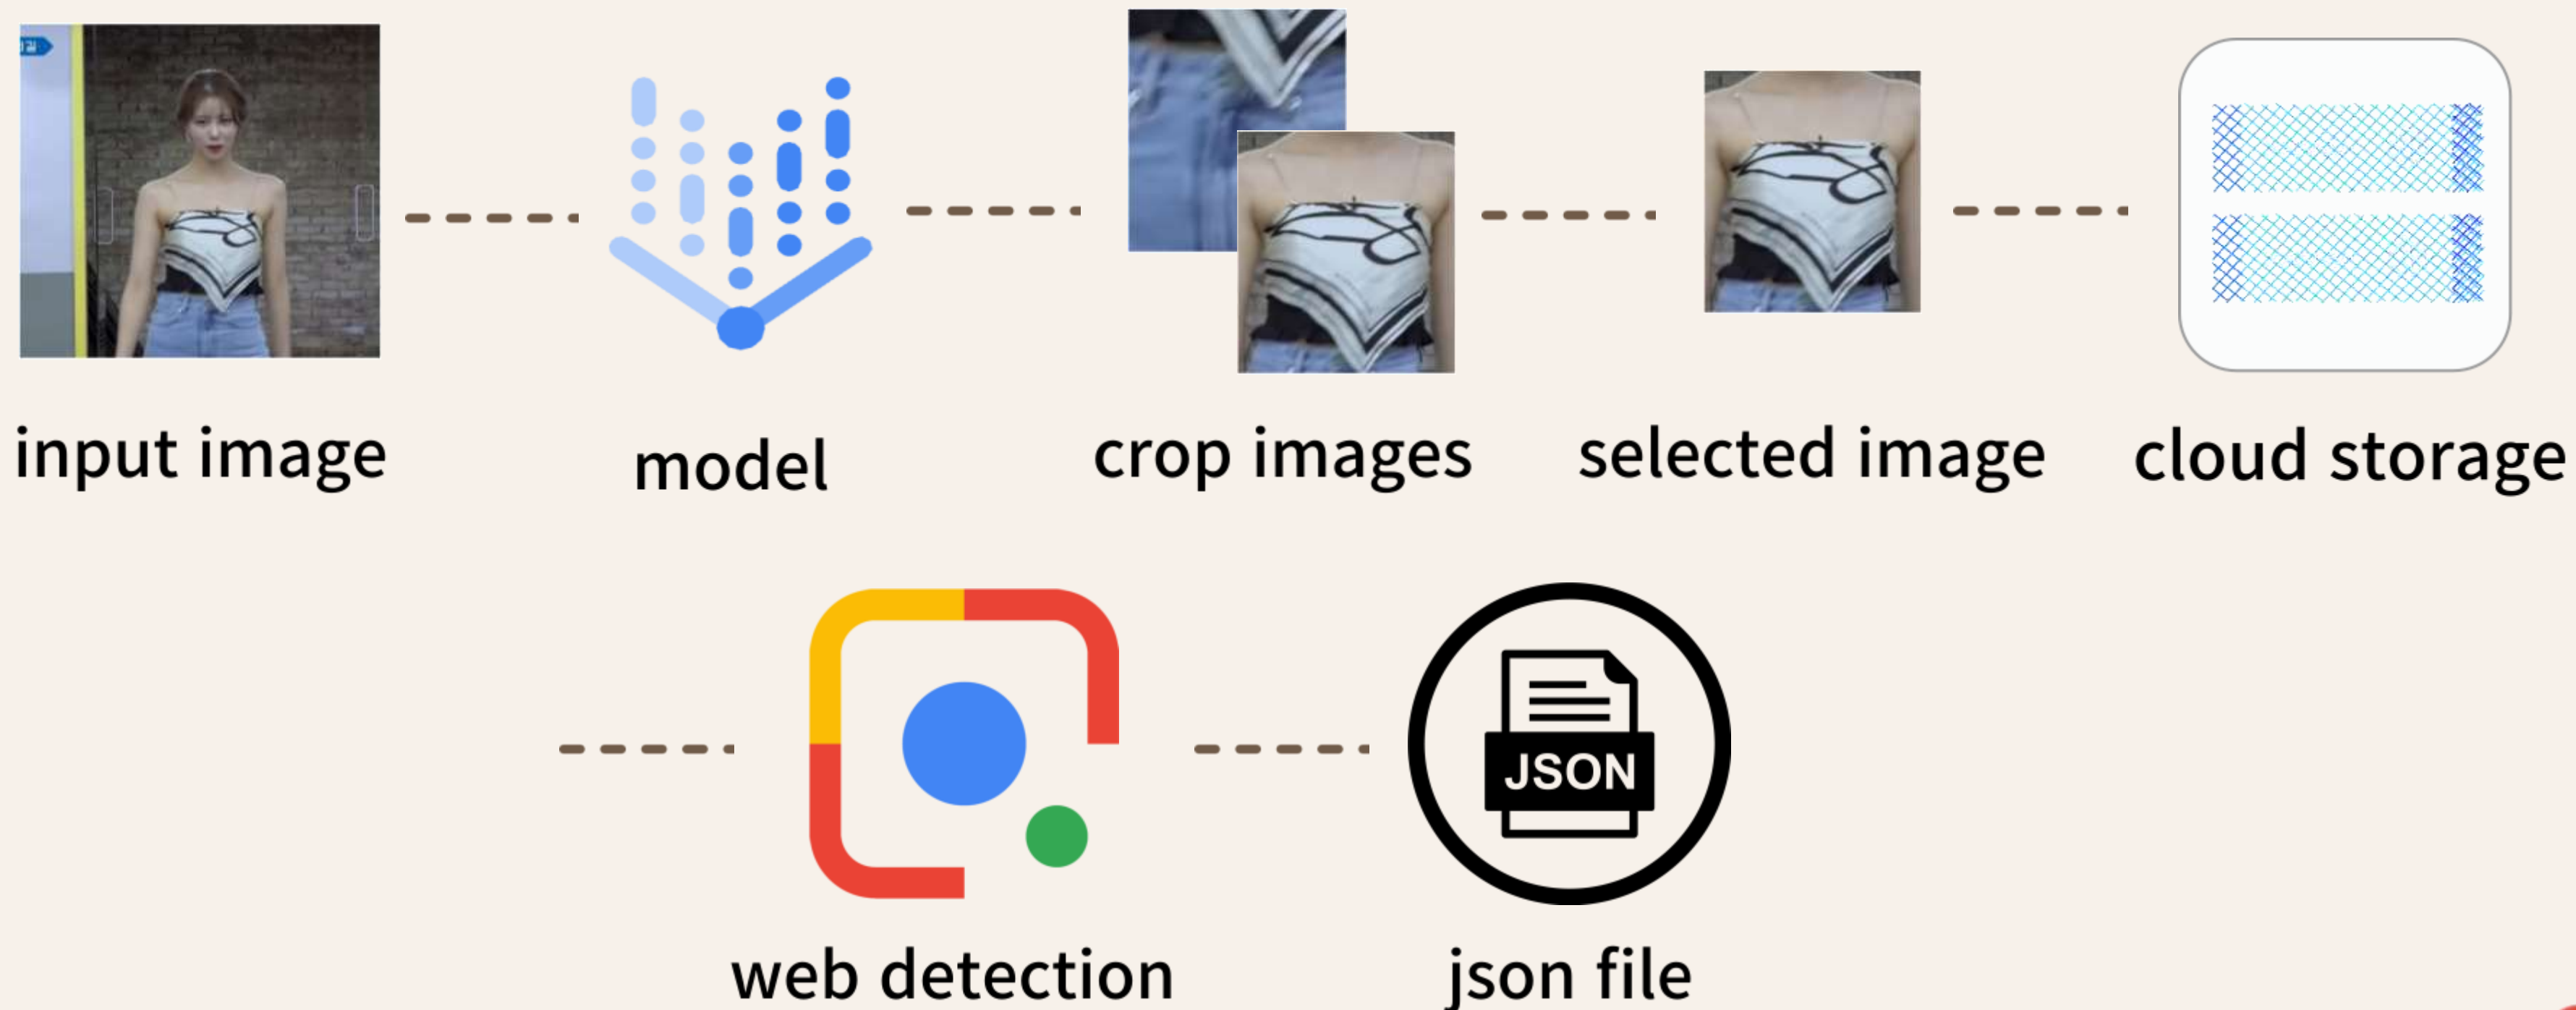 input image
model
crop images
selected image
cloud storage
JSON
web detection
json file